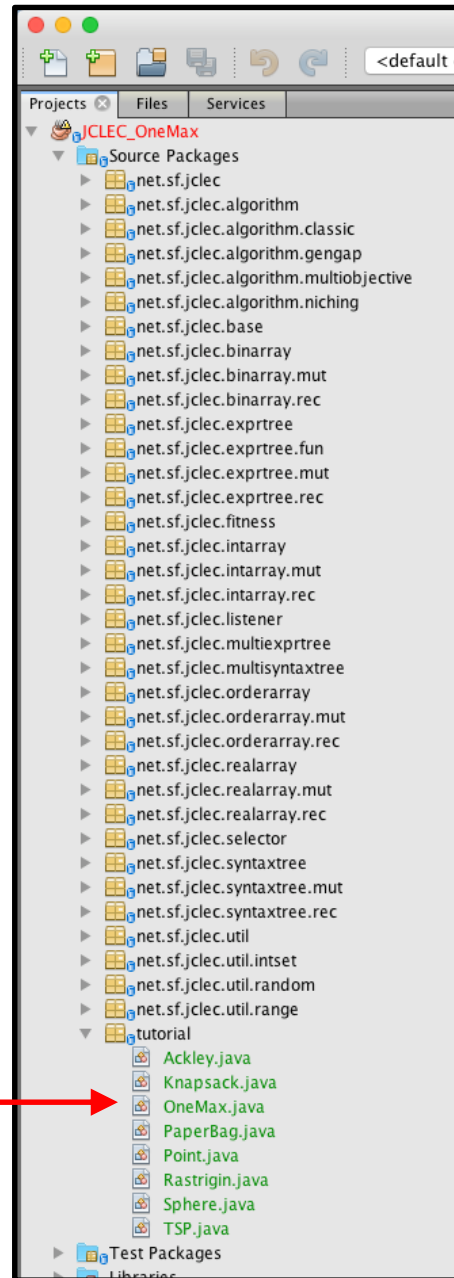 <default
Projects Files Services
JCLEC_OneMax
Source Packages
net.sf.jclec
net.sf.jclec.algorithm
net.sf.jclec.algorithm.classic
net.sf.jclec.algorithm.gengap
net.sf.jclec.algorithm.multiobjective
net.sf.jclec.algorithm.niching
net.sf.jclec.base
net.sf.jclec.binarray
net.sf.jclec.binarray.mut
net.sf.jclec.binarray.rec
net.sf.jclec.exprtree
net.sf.jclec.exprtree.fun
net.sf.jclec.exprtree.mut
net.sf.jclec.exprtree.rec
net.sf.jclec.fitness
net.sf.jclec.intarray
net.sf.jclec.intarray.mut
net.sf.jclec.intarray.rec
net.sf.jclec.listener
net.sf.jclec.multiexprtree
net.sf.jclec.multisyntaxtree
net.sf.jclec.orderarray
net.sf.jclec.orderarray.mut
net.sf.jclec.orderarray.rec
net.sf.jclec.realarray
net.sf.jclec.realarray.mut
net.sf.jclec.realarray.rec
net.sf.jclec.selector
net.sf.jclec.syntaxtree
net.sf.jclec.syntaxtree.mut
net.sf.jclec.syntaxtree.rec
net.sf.jclec.util
net.sf.jclec.util.intset
net.sf.jclec.util.random
net.sf.jclec.util.range
tutorial
Ackley.java
Knapsack.java
OneMax.java
PaperBag.java
Point.java
Rastrigin.java
Sphere.java
TSP.java
Test Packages
Libraries